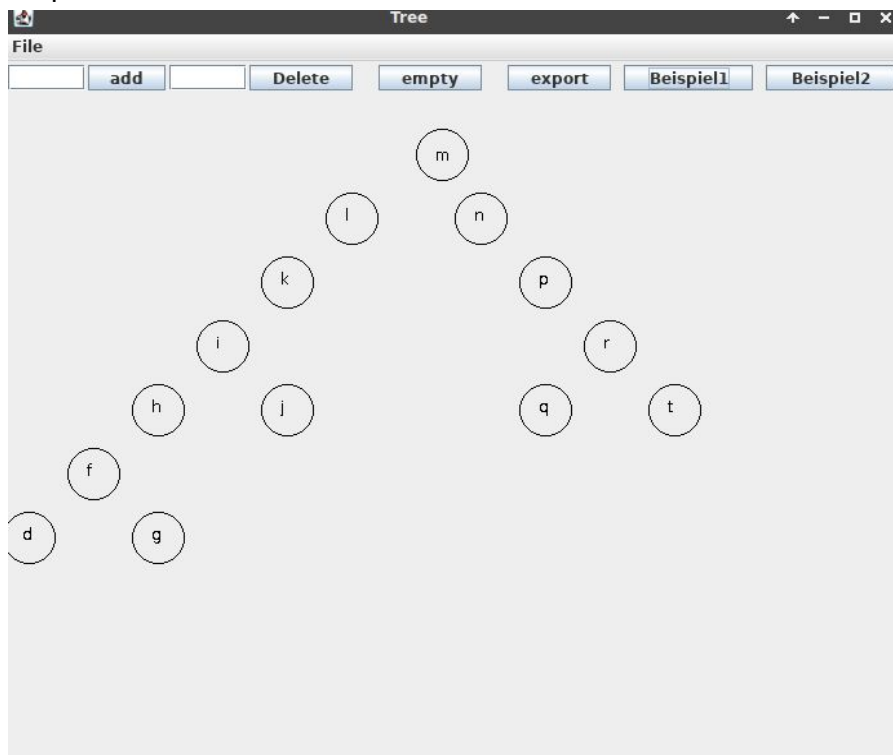 Tree
File
add Delete empty export Beispiel1 Beispiel2
m
l n
k p
i r
h j q t
f
d g